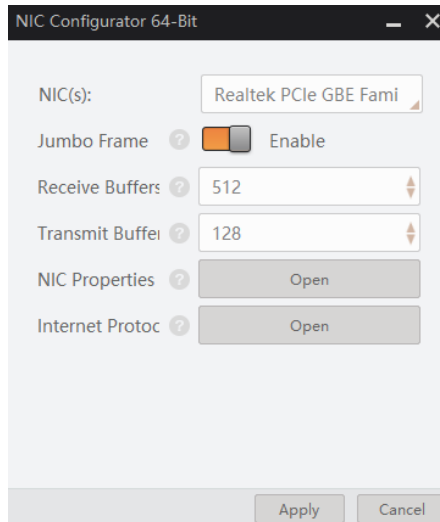 NIC Configurator 64-Bit
NIC(s): Realtek PCIe GBE Fami
Jumbo Frame ? Enable
Receive Buffers ? 512
Transmit Buffer ? 128
NIC Properties ? Open
Internet Protoc ? Open
Apply Cancel